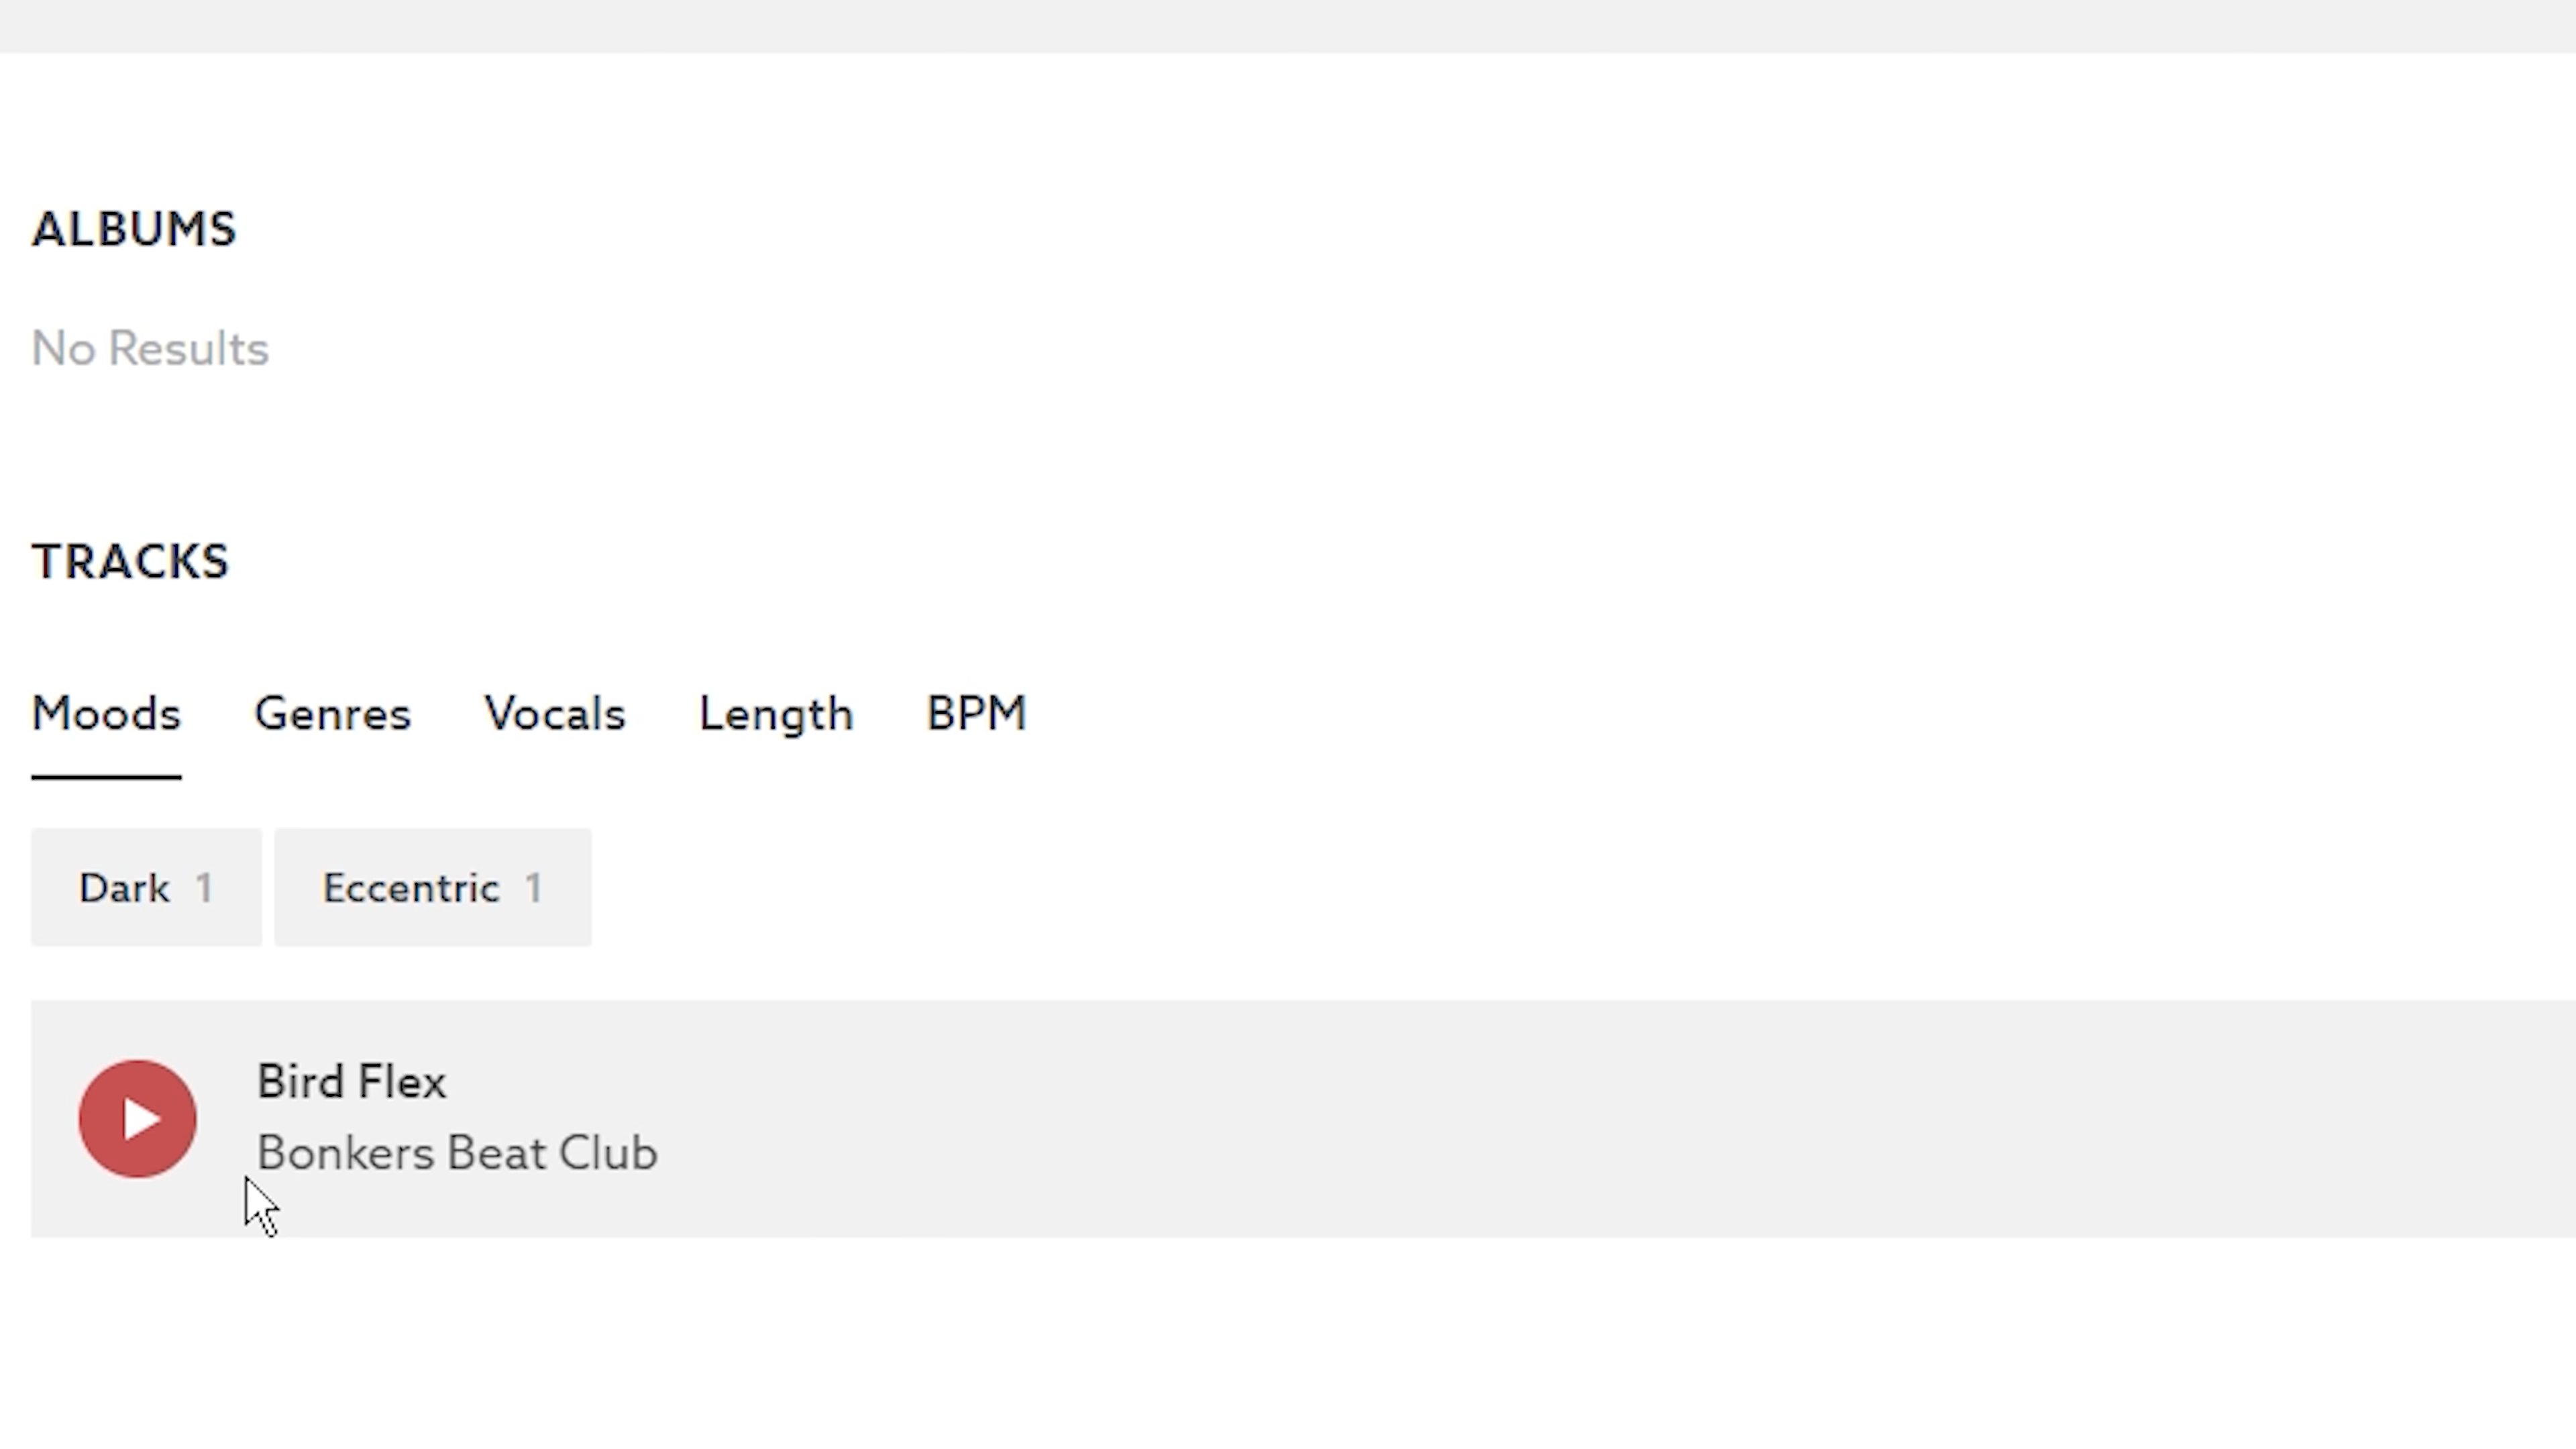 ALBUMS
No Results
TRACKS
Moods Genres Vocals Length BPM
Dark 1 Eccentric 1
Bird Flex
Bonkers Beat Club